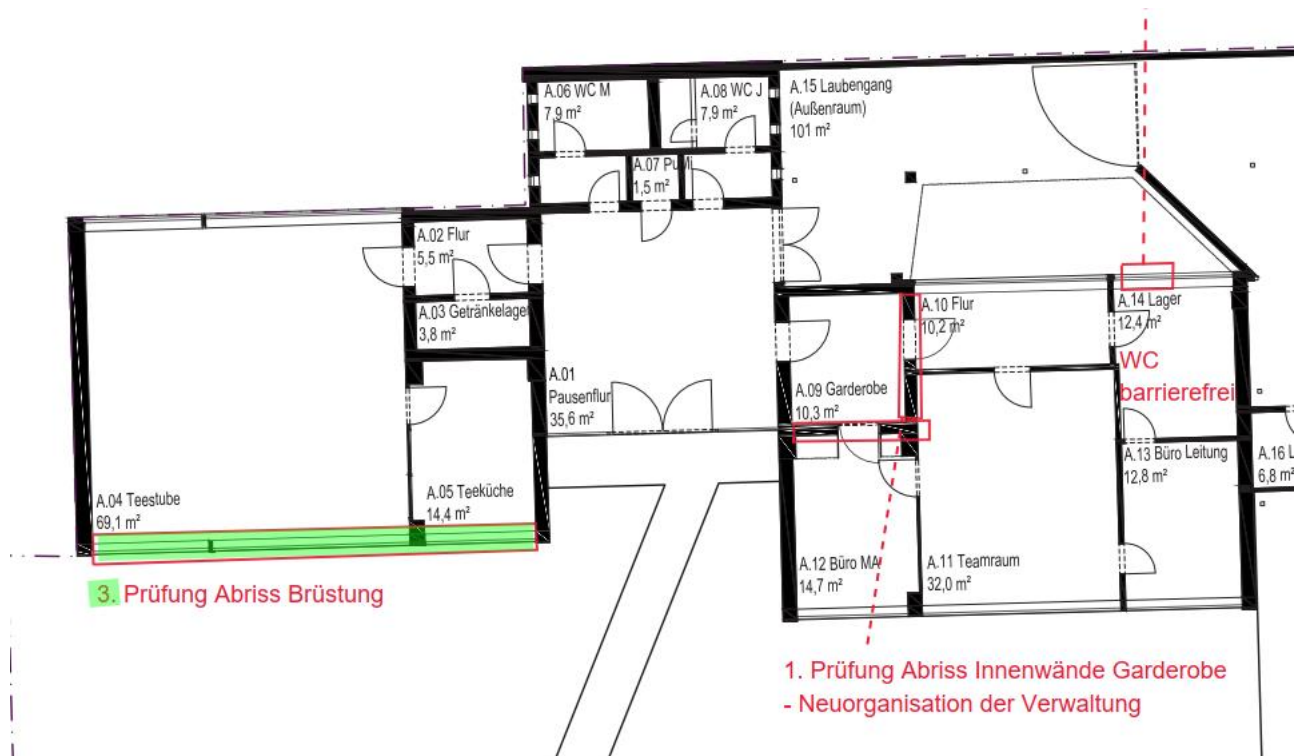 A.06 WC M
7,9 m²
A.08 WC J
7,9 m²
A.15 Laubengang
(Außenraum)
101 m²
A.07 PuMi
1,5 m²
A.02 Flur
5,5 m²
A.03 Getränkelager
3,8 m²
A.10 Flur
10,2 m²
A.14 Lager
12,4 m²
WC
barrierefrei
A.01
Pausenflur
35,6 m²
A.09 Garderobe
10,3 m²
A.04 Teestube
69,1 m²
A.05 Teeküche
14,4 m²
A.13 Büro Leitung
12,8 m²
A.16 L
6,8 m²
A.12 Büro MA
14,7 m²
A.11 Teamraum
32,0 m²
3. Prüfung Abriss Brüstung
1. Prüfung Abriss Innenwände Garderobe
- Neuorganisation der Verwaltung